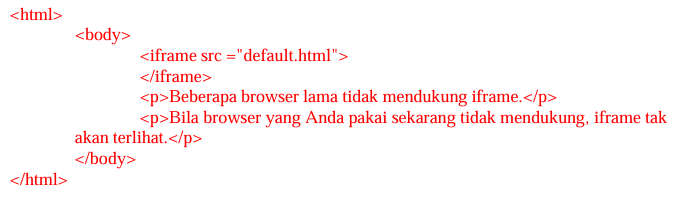 <html>
<body>
<iframe src ="default.html">
</iframe>
<p>Beberapa browser lama tidak mendukung iframe.</p>
<p>Bila browser yang Anda pakai sekarang tidak mendukung, iframe tak
akan terlihat.</p>
</body>
</html>